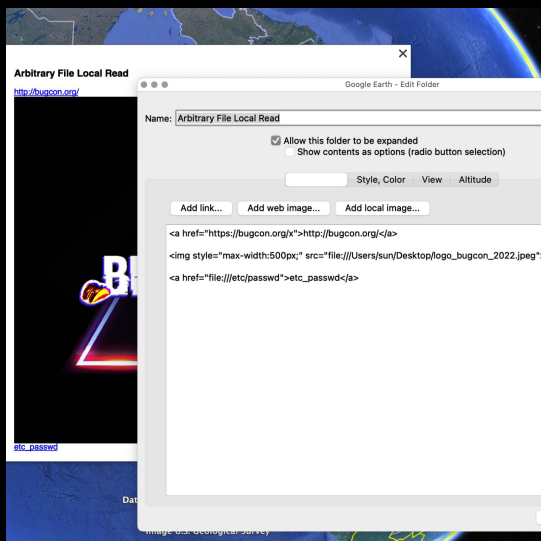 Arbitrary File Local Read
http://bugcon.org/
etc_passwd
Google Earth - Edit Folder
Name:
Arbitrary File Local Read
Allow this folder to be expanded
Show contents as options (radio button selection)
Style, Color
View
Altitude
Add link...
Add web image...
Add local image...
<a href="https://bugcon.org/x">http://bugcon.org/</a>
<img style="max-width:500px;" src="file:///Users/sun/Desktop/logo_bugcon_2022.jpeg"
<a href="file:///etc/passwd">etc_passwd</a>
Image U.S. Geological Survey